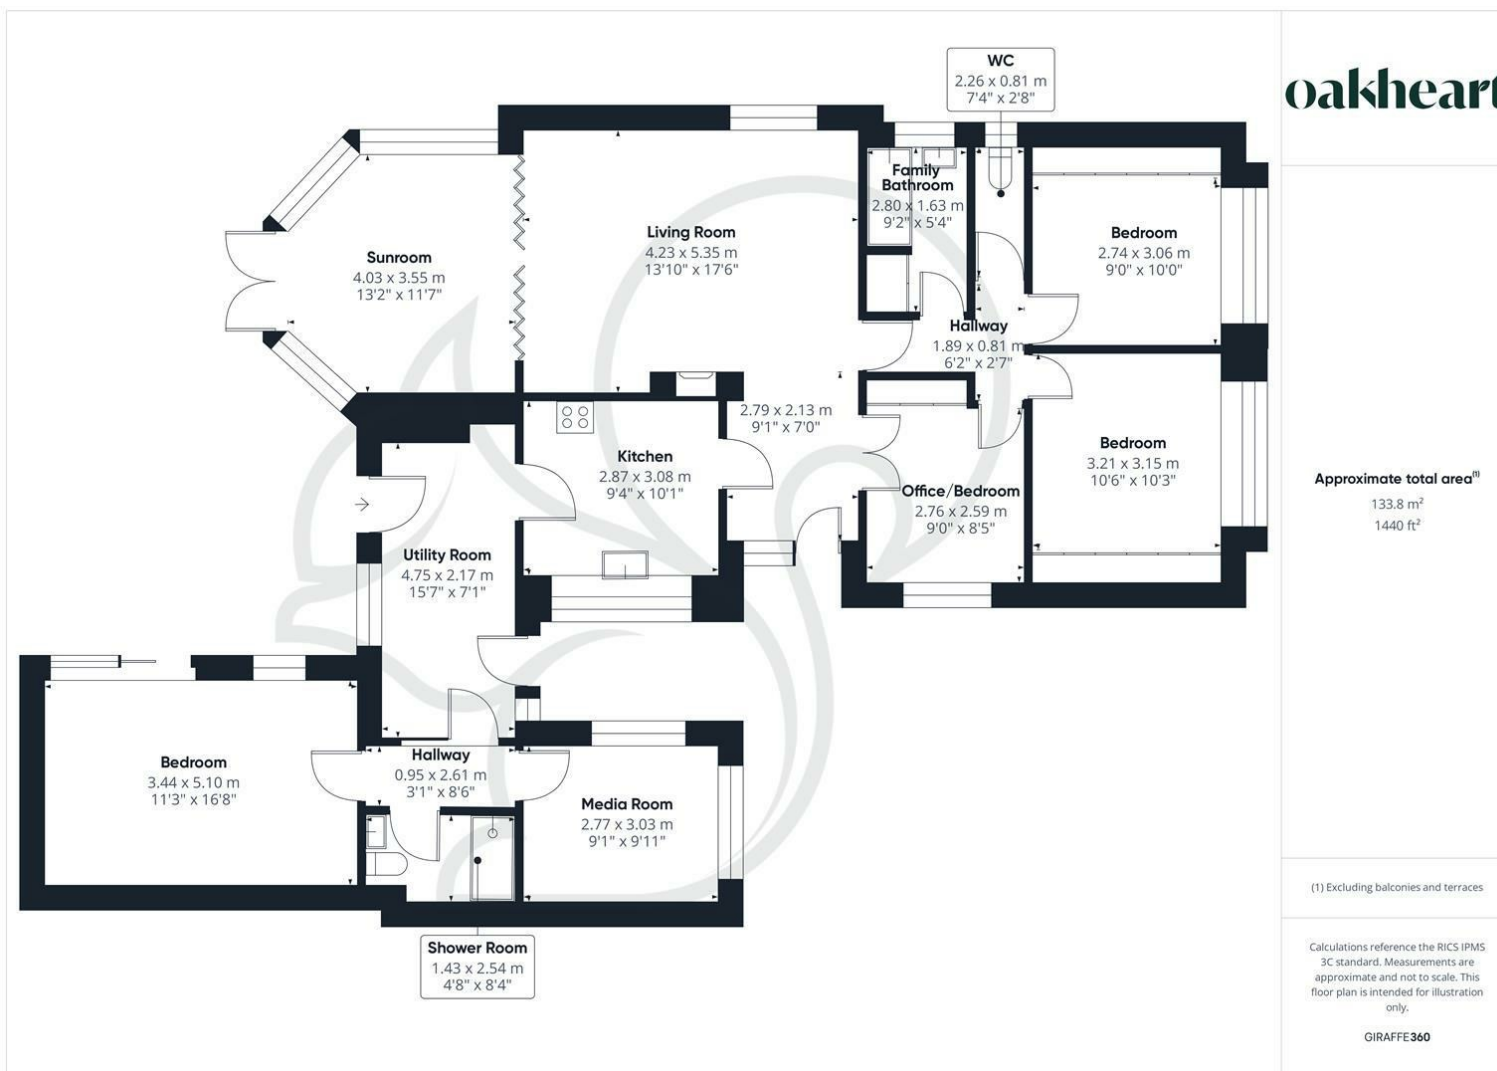 WC
2.26 x 0.81 m
7'4" x 2'8"
oakheart
Family
Bathroom
2.80 x 1.63 m
9'2" x 5'4"
Living Room
4.23 x 5.35 m
13'10" x 17'6"
Bedroom
2.74 x 3.06 m
9'0" x 10'0"
Sunroom
4.03 x 3.55 m
13'2" x 11'7"
Hallway
1.89 x 0.81 m
6'2" x 2'7"
2.79 x 2.13 m
9'1" x 7'0"
Kitchen
2.87 x 3.08 m
9'4" x 10'1"
Bedroom
3.21 x 3.15 m
10'6" x 10'3"
Office/Bedroom
2.76 x 2.59 m
9'0" x 8'5"
Approximate total area⁽¹⁾
133.8 m²
1440 ft²
Utility Room
4.75 x 2.17 m
15'7" x 7'1"
Bedroom
3.44 x 5.10 m
11'3" x 16'8"
Hallway
0.95 x 2.61 m
3'1" x 8'6"
Media Room
2.77 x 3.03 m
9'1" x 9'11"
Shower Room
1.43 x 2.54 m
4'8" x 8'4"
(1) Excluding balconies and terraces
Calculations reference the RICS IPMS
3C standard. Measurements are
approximate and not to scale. This
floor plan is intended for illustration
only.
GIRAFFE360